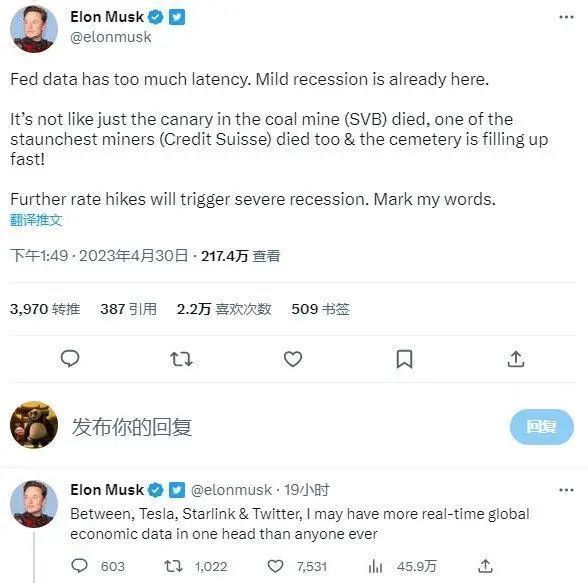 Elon Musk
@elonmusk
Fed data has too much latency. Mild recession is already here.
It's not like just the canary in the coal mine (SVB) died, one of the
staunchest miners (Credit Suisse) died too & the cemetery is filling up
fast!
Further rate hikes will trigger severe recession. Mark my words.
翻译推文
下午1:49 · 2023年4月30日 · 217.4万 查看
3,970 转推 387 引用 2.2万 喜欢次数 509 书签
发布你的回复
回复
Elon Musk @elonmusk · 19小时
Between, Tesla, Starlink & Twitter, I may have more real-time global
economic data in one head than anyone ever
603 1,022 7,531 45.9万